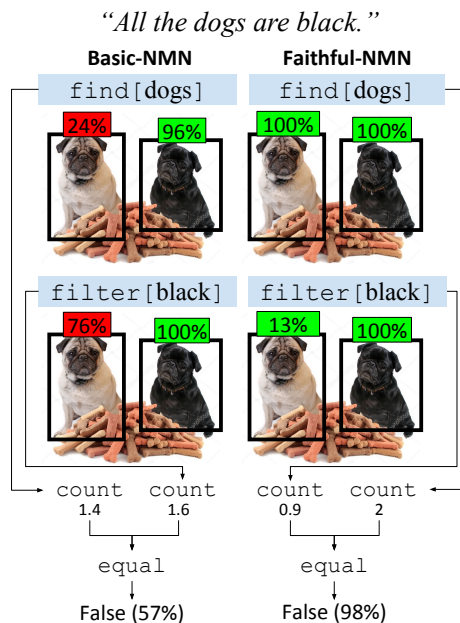 “All the dogs are black.”
Basic-NMN Faithful-NMN
find[dogs] find[dogs]
24% 96% 100% 100%
filter[black] filter[black]
76% 100% 13% 100%
count count count count
1.4 1.6 0.9 2
equal equal
False (57%) False (98%)